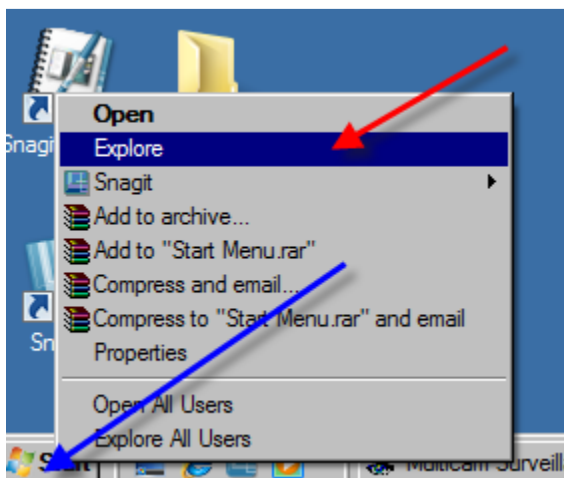 Snagi
Open
Explore
Snagit
Add to archive...
Add to "Start Menu.rar"
Compress and email...
Compress to "Start Menu.rar" and email
Sn
Properties
Open All Users
Explore All Users
Start
Multicam Surveill